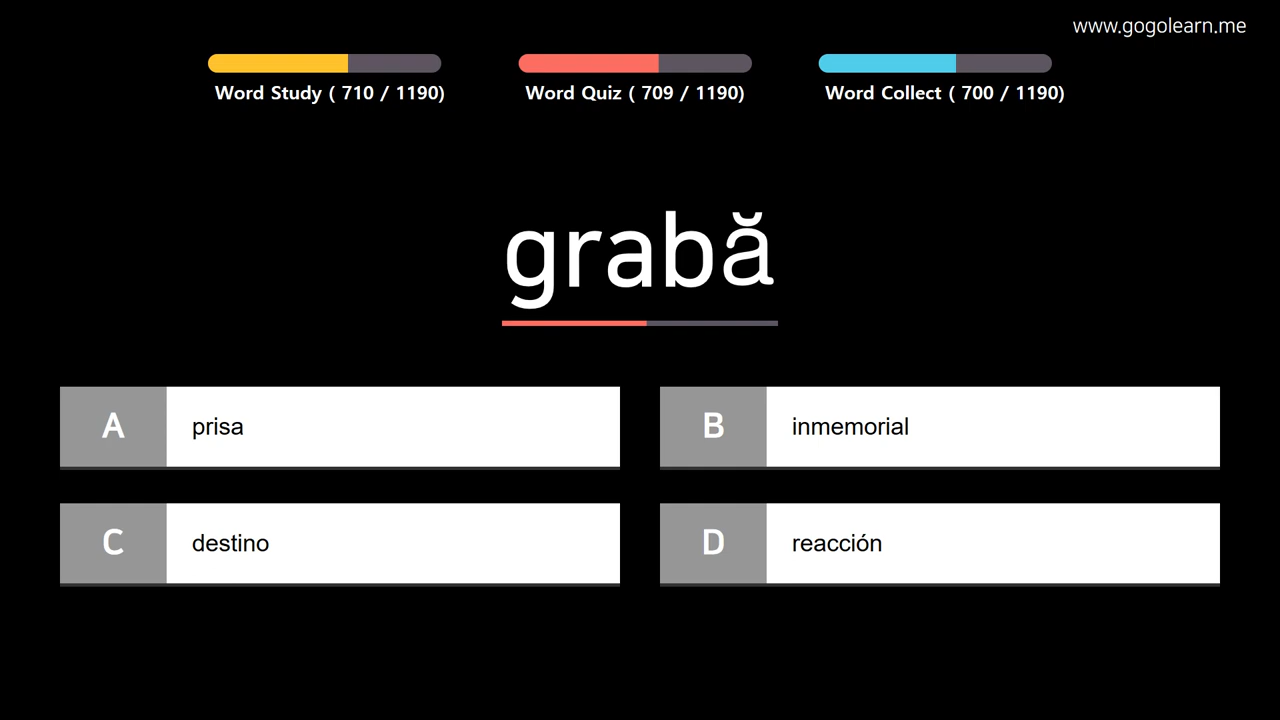 www.gogolearn.me
Word Study ( 710 / 1190)
Word Quiz ( 709 / 1190)
Word Collect ( 700 / 1190)
grabă
A prisa
B inmemorial
C destino
D reacción